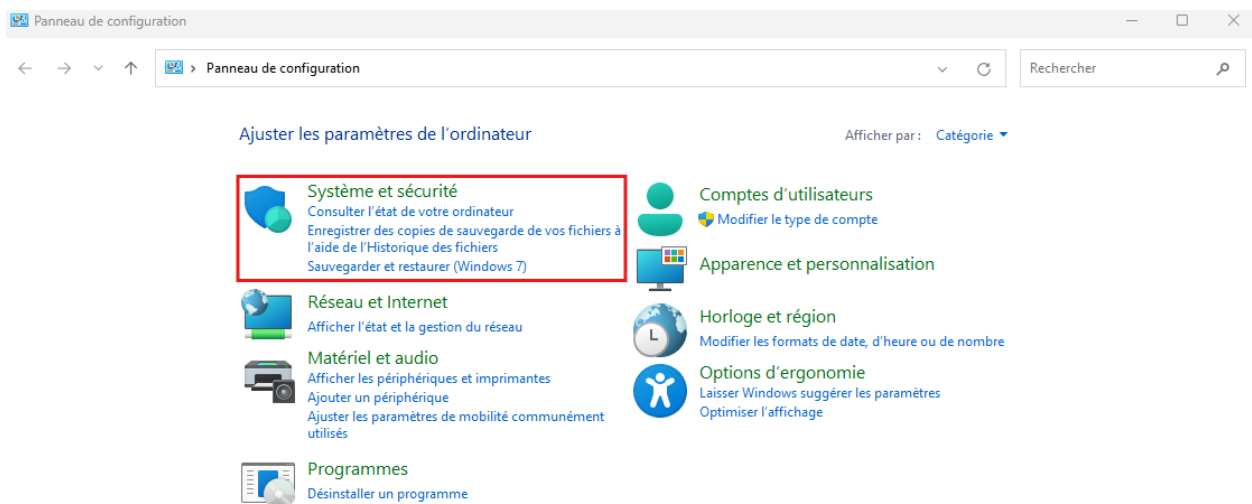 Panneau de configuration
Panneau de configuration
Rechercher
Ajuster les paramètres de l'ordinateur
Afficher par : Catégorie
Système et sécurité
Consulter l'état de votre ordinateur
Enregistrer des copies de sauvegarde de vos fichiers à
l'aide de l'Historique des fichiers
Sauvegarder et restaurer (Windows 7)
Réseau et Internet
Afficher l'état et la gestion du réseau
Matériel et audio
Afficher les périphériques et imprimantes
Ajouter un périphérique
Ajuster les paramètres de mobilité communément
utilisés
Programmes
Désinstaller un programme
Comptes d'utilisateurs
Modifier le type de compte
Apparence et personnalisation
Horloge et région
Modifier les formats de date, d'heure ou de nombre
Options d'ergonomie
Laisser Windows suggérer les paramètres
Optimiser l'affichage